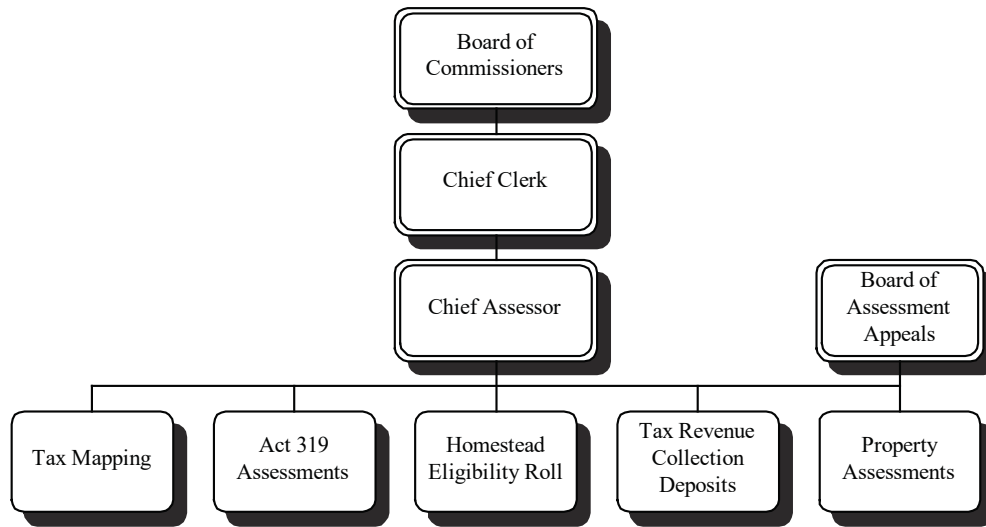 Board of
Commissioners
Chief Clerk
Chief Assessor
Board of
Assessment
Appeals
Tax Mapping
Act 319
Assessments
Homestead
Eligibility Roll
Tax Revenue
Collection
Deposits
Property
Assessments